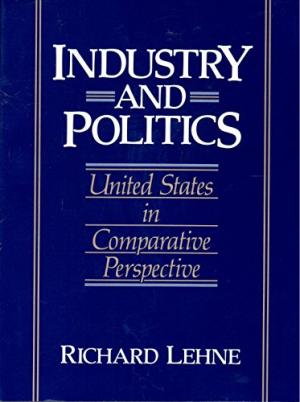 INDUSTRY
AND
POLITICS
United States
in
Comparative
Perspective
RICHARD LEHNE